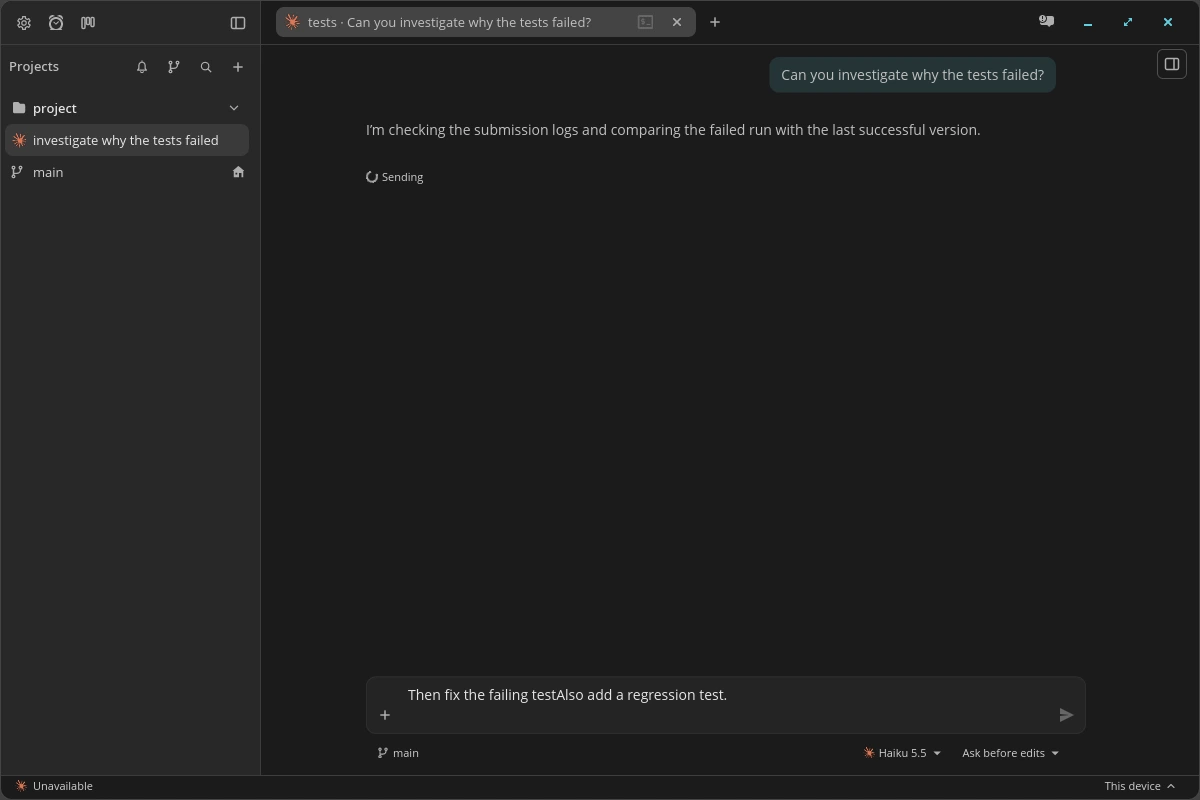 tests · Can you investigate why the tests failed?
Projects
Can you investigate why the tests failed?
project
I'm checking the submission logs and comparing the failed run with the last successful version.
investigate why the tests failed
main
Sending
Then fix the failing testAlso add a regression test.
main
Haiku 5.5
Ask before edits
Unavailable
This device